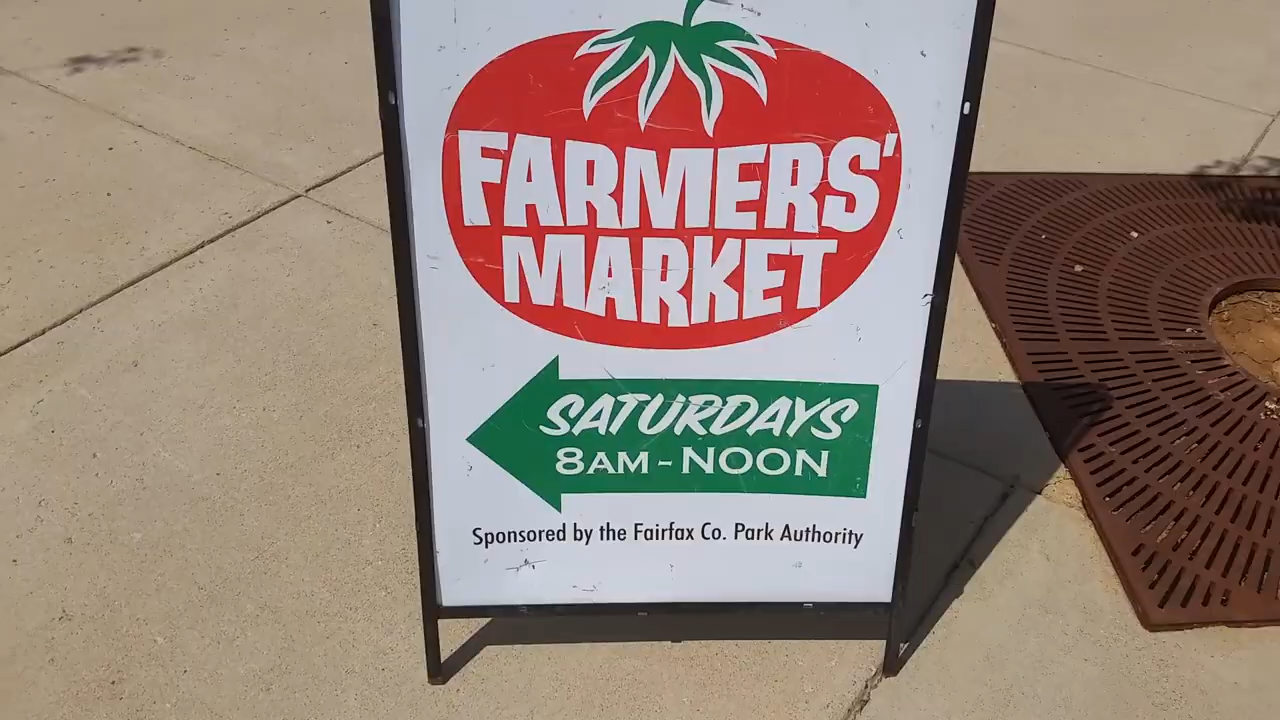 FARMERS'
MARKET
SATURDAYS
8AM - NOON
Sponsored by the Fairfax Co. Park Authority